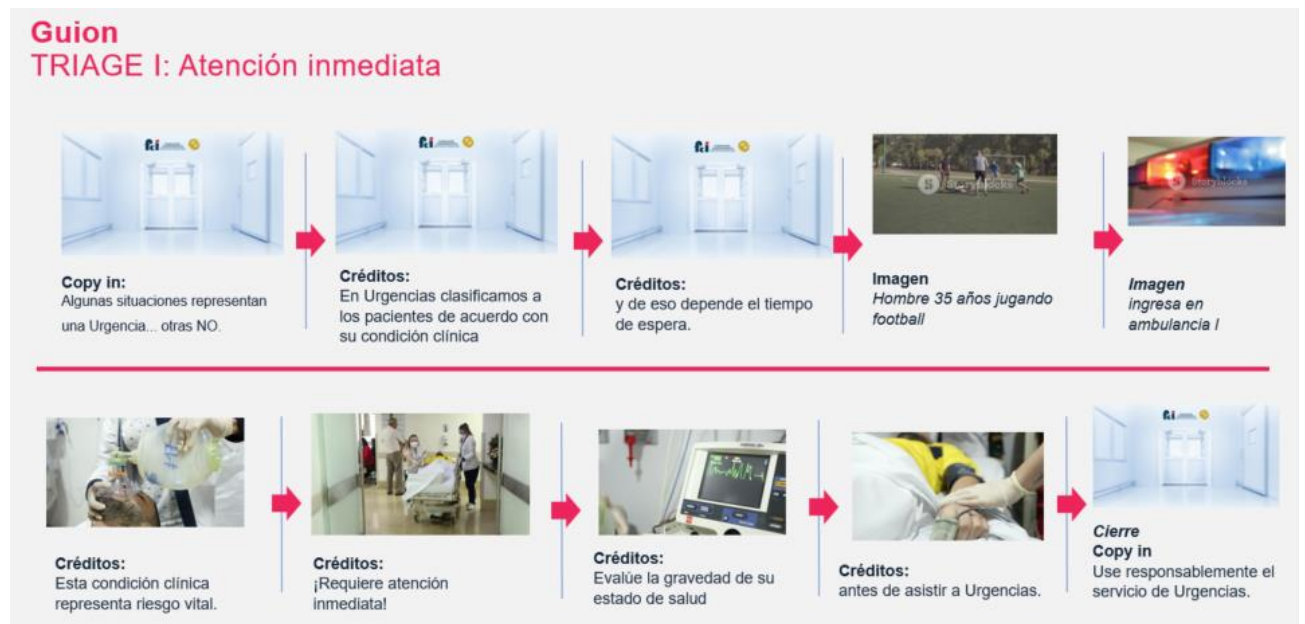 Guion
TRIAGE I: Atención inmediata
Copy in:
Algunas situaciones representan
una Urgencia... otras NO.
Créditos:
En Urgencias clasificamos a
los pacientes de acuerdo con
su condición clínica
Créditos:
y de eso depende el tiempo
de espera.
Imagen
Hombre 35 años jugando
football
Imagen
ingresa en
ambulancia I
Créditos:
Esta condición clínica
representa riesgo vital.
Créditos:
¡Requiere atención
inmediata!
Créditos:
Evalúe la gravedad de su
estado de salud
Créditos:
antes de asistir a Urgencias.
Cierre
Copy in
Use responsablemente el
servicio de Urgencias.